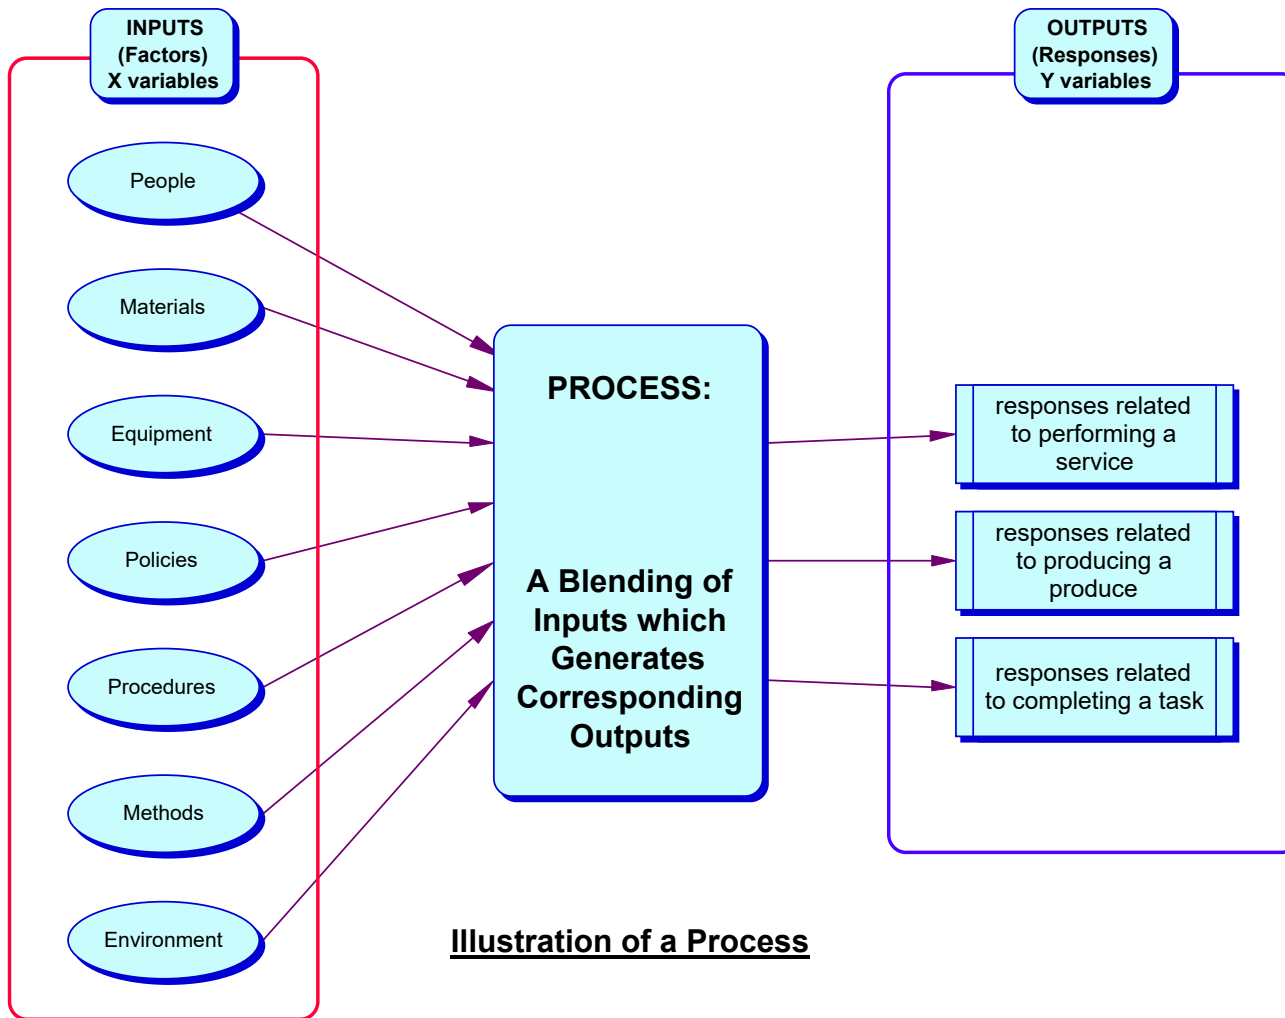 INPUTS
(Factors)
X variables
People
Materials
Equipment
Policies
Procedures
Methods
Environment
PROCESS:
A Blending of
Inputs which
Generates
Corresponding
Outputs
OUTPUTS
(Responses)
Y variables
responses related
to performing a
service
responses related
to producing a
produce
responses related
to completing a task
Illustration of a Process